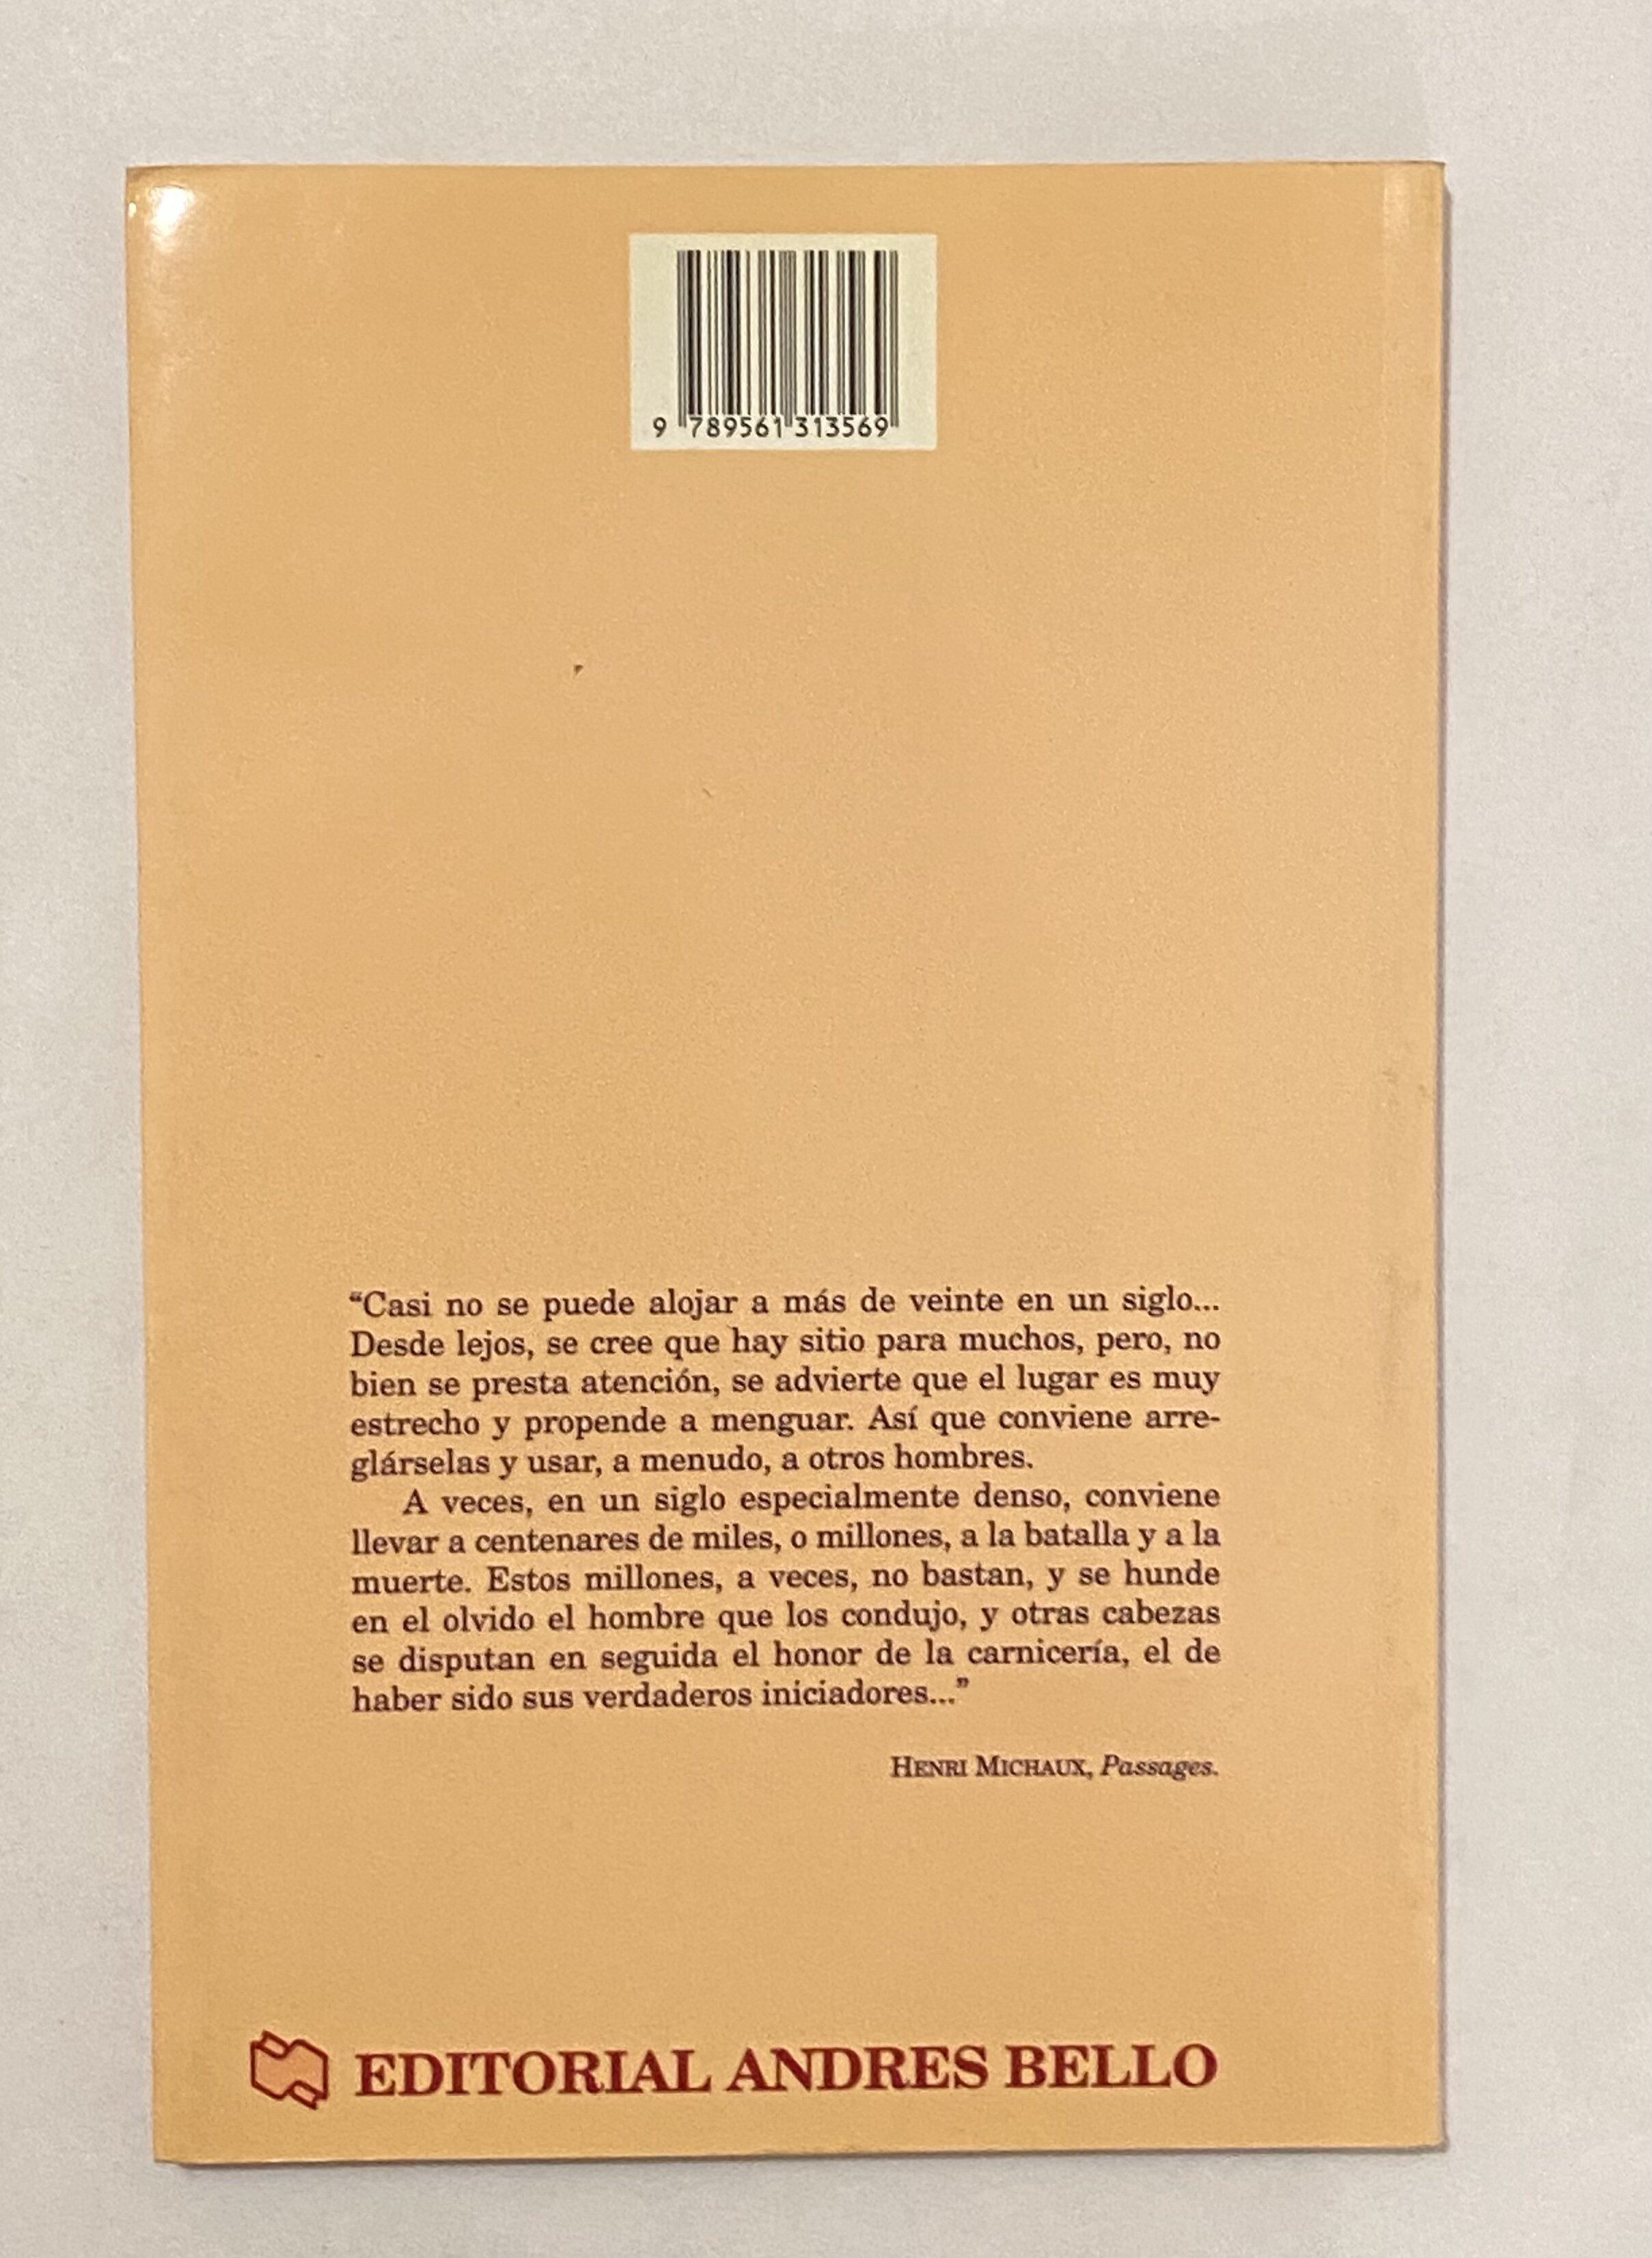 9 789561 313569
“Casi no se puede alojar a más de veinte en un siglo...
Desde lejos, se cree que hay sitio para muchos, pero, no
bien se presta atención, se advierte que el lugar es muy
estrecho y propende a menguar. Así que conviene arre-
glárselas y usar, a menudo, a otros hombres.
A veces, en un siglo especialmente denso, conviene
llevar a centenares de miles, o millones, a la batalla y a la
muerte. Estos millones, a veces, no bastan, y se hunde
en el olvido el hombre que los condujo, y otras cabezas
se disputan en seguida el honor de la carnicería, el de
haber sido sus verdaderos iniciadores...”
HENRI MICHAUX, Passages.
EDITORIAL ANDRES BELLO